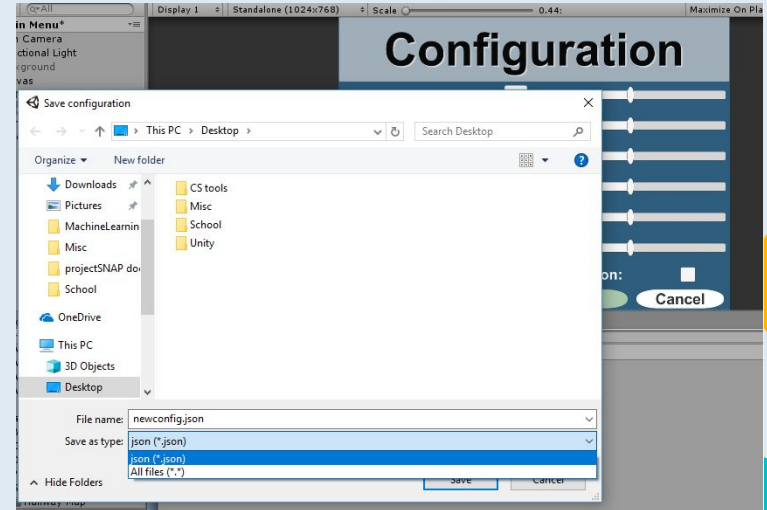 All
Display 1
Standalone (1024x768)
Scale
0.44:
Maximize On Pla
in Menu*
Camera
ctional Light
kground
vas
Configuration
Save configuration
This PC > Desktop >
Search Desktop
Organize
New folder
Downloads
Pictures
MachineLearnin
Misc
projectSNAP do
School
OneDrive
This PC
3D Objects
Desktop
CS tools
Misc
School
Unity
on:
Cancel
File name: newconfig.json
Save as type: json (*.json)
json (*.json)
All files (*.*)
Hide Folders
Save
Cancel
Hallway Map